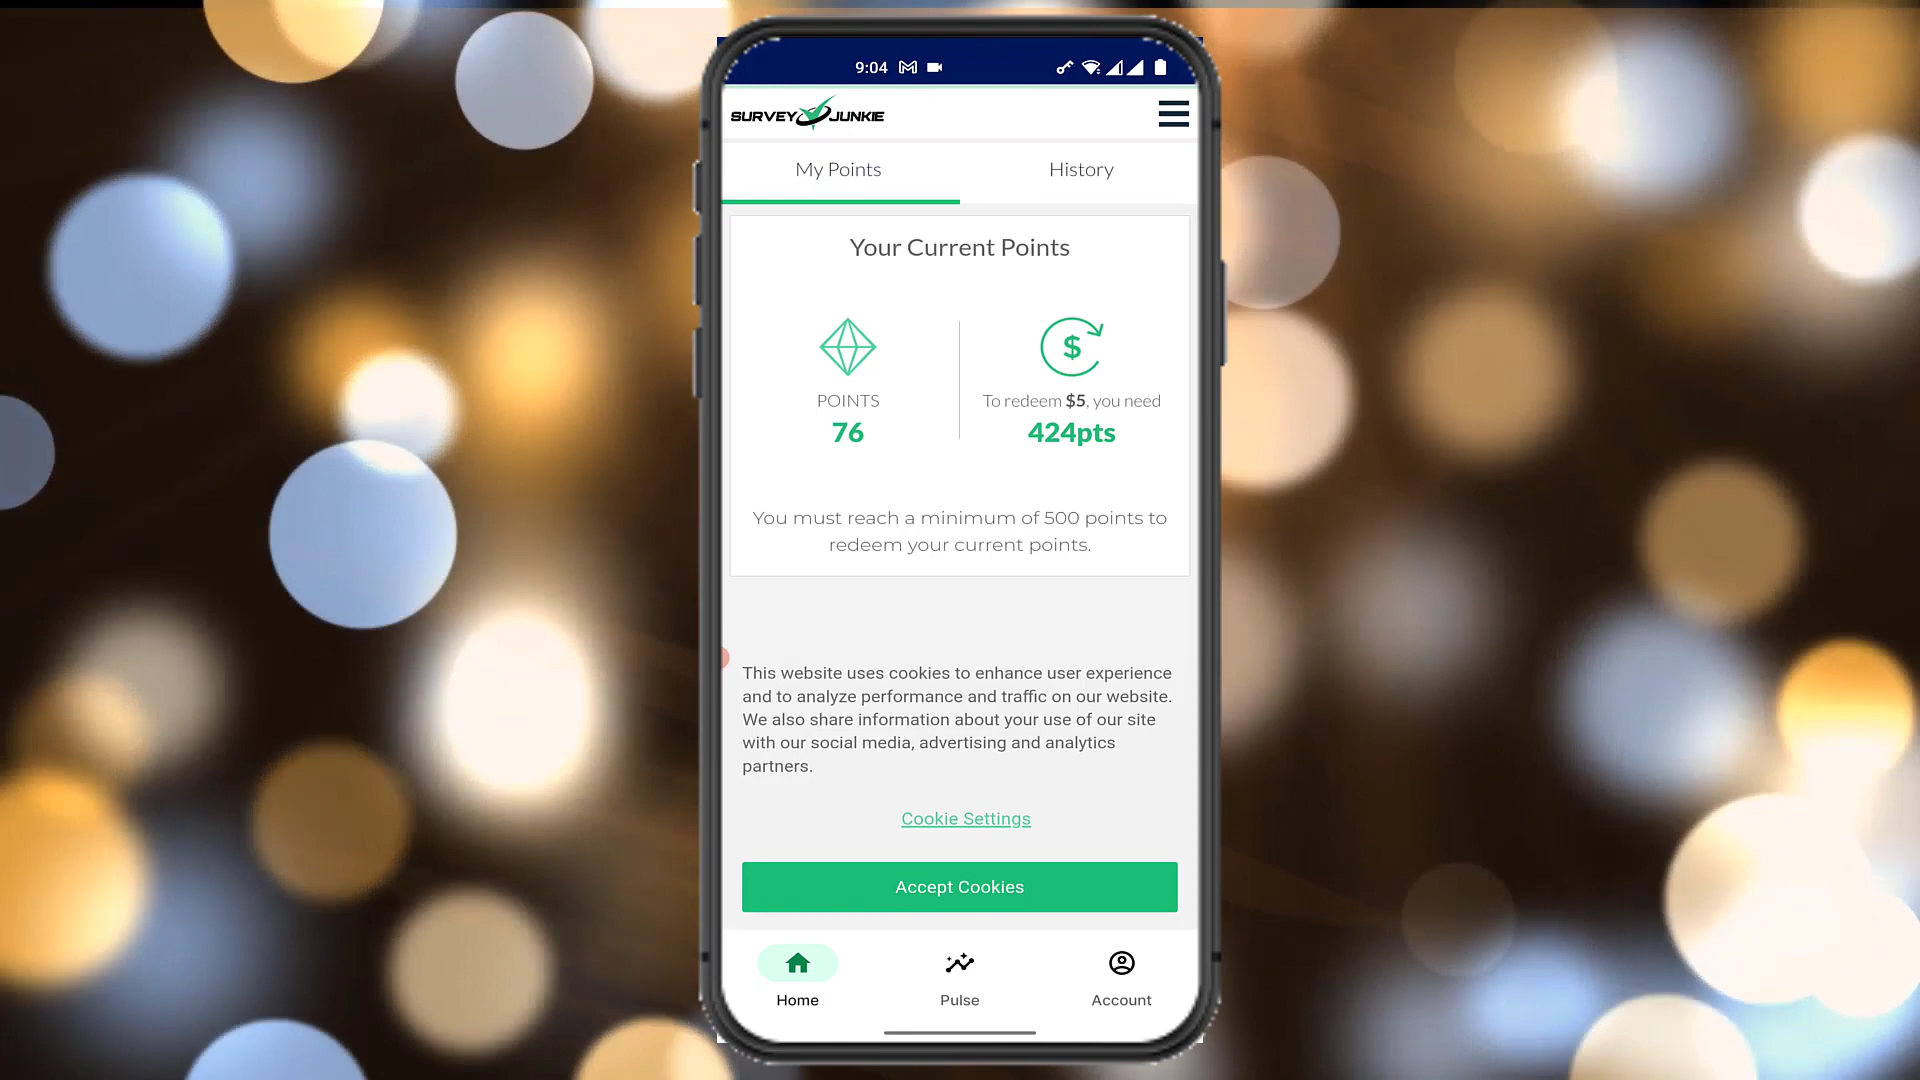 9:04
SURVEY JUNKIE
My Points
History
Your Current Points
POINTS
76
To redeem $5, you need
424pts
You must reach a minimum of 500 points to
redeem your current points.
This website uses cookies to enhance user experience
and to analyze performance and traffic on our website.
We also share information about your use of our site
with our social media, advertising and analytics
partners.
Cookie Settings
Accept Cookies
Home
Pulse
Account